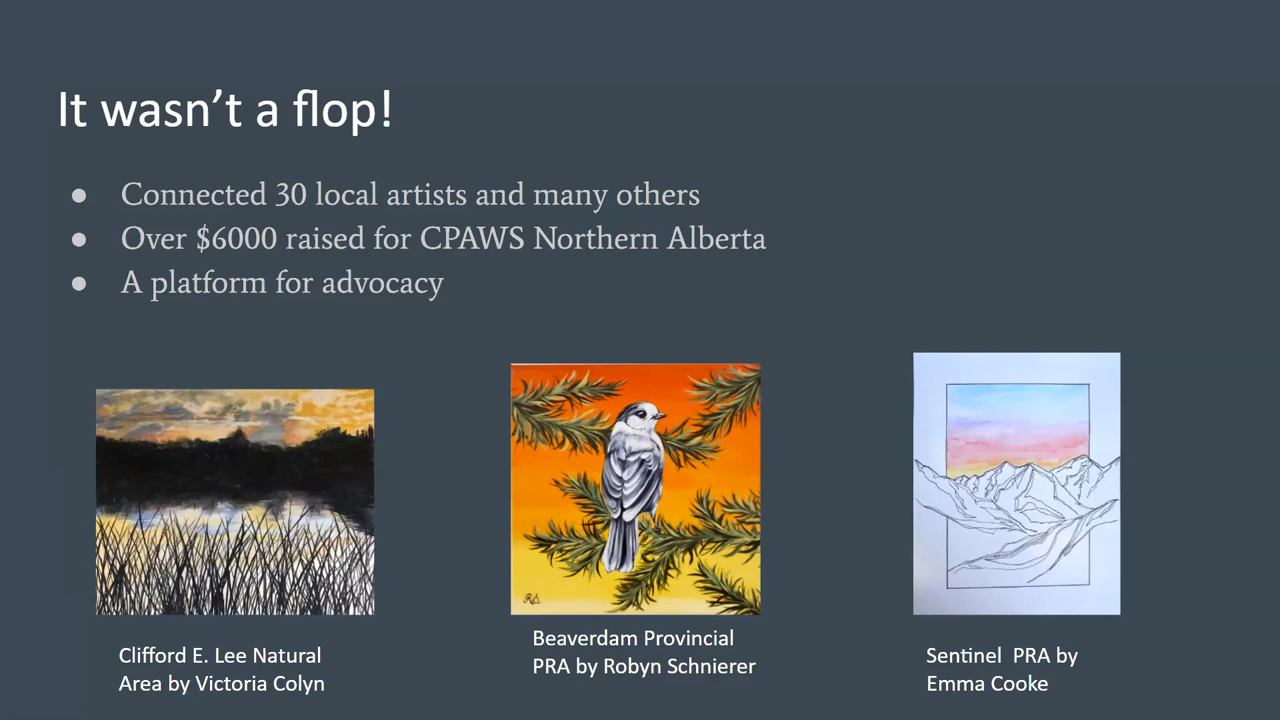 It wasn’t a flop!
● Connected 30 local artists and many others
● Over $6000 raised for CPAWS Northern Alberta
● A platform for advocacy
Clifford E. Lee Natural
Area by Victoria Colyn
Beaverdam Provincial
PRA by Robyn Schnierer
Sentinel  PRA by
Emma Cooke